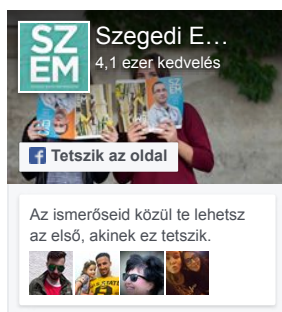 SZ
EM
Szegedi E...
4,1 ezer kedvelés
Tetszik az oldal
Az ismerőseid közül te lehetsz
az első, akinek ez tetszik.